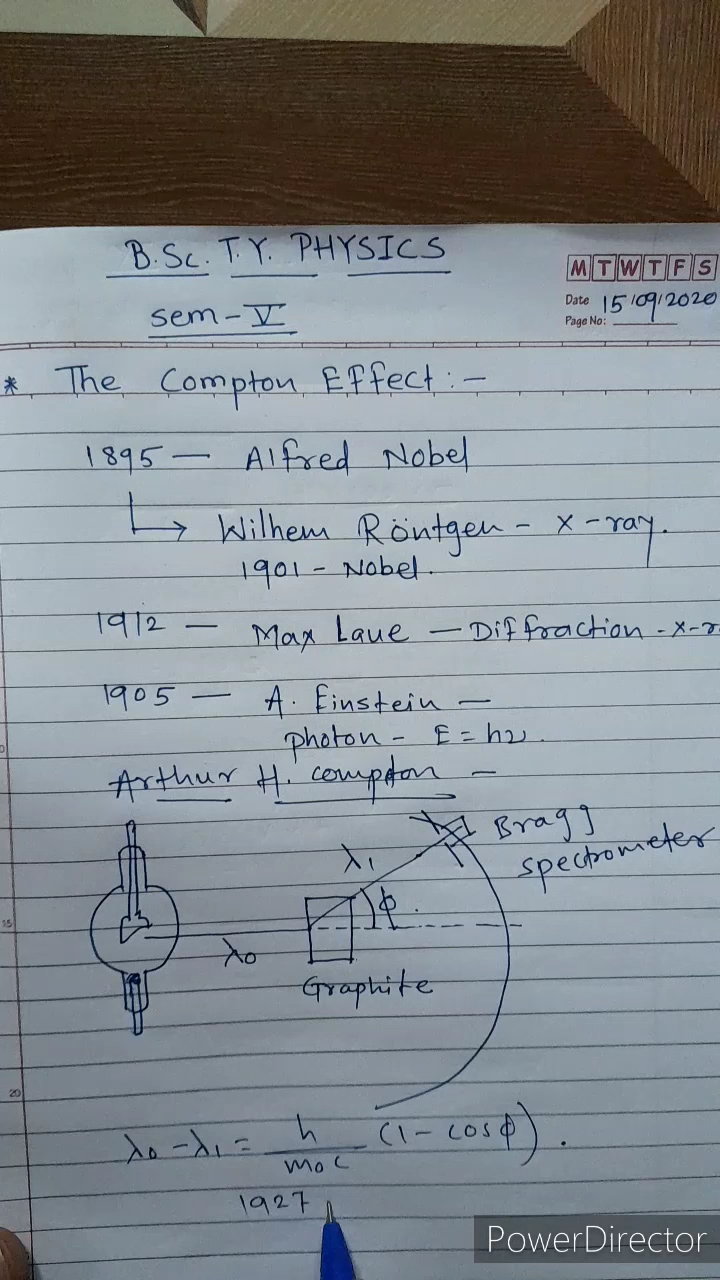 B.Sc. T.Y. PHYSICS
M T W T F S
Date 15/09/2020
Page No:
sem - V
* The Compton Effect :-
1895 — Alfred Nobel
Wilhem Röntgen - x-ray.
1901 - Nobel.
1912 — Max Laue — Diffraction - x-r
1905 — A. Einstein —
photon - E = hν.
Arthur H. compton —
Bragg
spectrometer
λ1
ϕ
15
λ0
Graphite
20
λ0 - λ1 = h/m0c (1 - cosϕ).
1927
PowerDirector